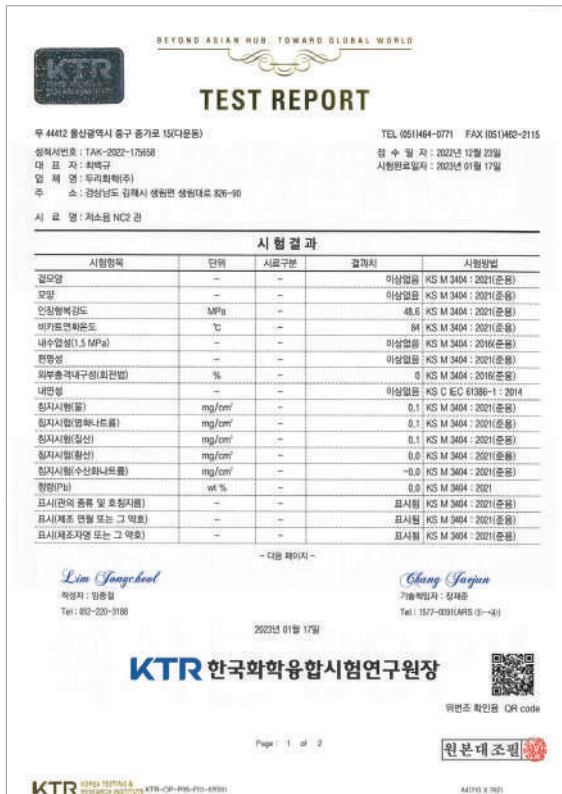 BEYOND ASIAN HUB, TOWARD GLOBAL WORLD
KTR
TEST REPORT
우 44412 울산광역시 중구 종가로 15(다운동) TEL (051)464-0771 FAX (051)462-2115
성적서번호 : TAK-2022-175658 접 수 일 자 : 2022년 12월 23일
대 표 자 : 최백규 시험완료일자 : 2023년 01월 17일
업 체 명 : 두리화학(주)
주 소 : 경상남도 김해시 생림면 생림대로 826-90
시 료 명 : 저소음 NC2 관
시 험 결 과
시험항목 단위 시료구분 결과치 시험방법
겉모양 - - 이상없음 KS M 3404 : 2021(준용)
모양 - - 이상없음 KS M 3404 : 2021(준용)
인장항복강도 MPa - 48.6 KS M 3404 : 2021(준용)
비카트연화온도 ℃ - 84 KS M 3404 : 2021(준용)
내수압성(1.5 MPa) - - 이상없음 KS M 3404 : 2016(준용)
편평성 - - 이상없음 KS M 3404 : 2021(준용)
외부충격내구성(회전법) % - 0 KS M 3404 : 2016(준용)
내연성 - - 이상없음 KS C IEC 61386-1 : 2014
침지시험(물) mg/cm² - 0.1 KS M 3404 : 2021(준용)
침지시험(염화나트륨) mg/cm² - 0.1 KS M 3404 : 2021(준용)
침지시험(질산) mg/cm² - 0.1 KS M 3404 : 2021(준용)
침지시험(황산) mg/cm² - 0.0 KS M 3404 : 2021(준용)
침지시험(수산화나트륨) mg/cm² - -0.0 KS M 3404 : 2021(준용)
정량(Pb) wt % - 0.0 KS M 3404 : 2021
표시(관의 종류 및 호칭지름) - - 표시됨 KS M 3404 : 2021(준용)
표시(제조 연월 또는 그 약호) - - 표시됨 KS M 3404 : 2021(준용)
표시(제조자명 또는 그 약호) - - 표시됨 KS M 3404 : 2021(준용)
- 다음 페이지 -
Lim Jongcheol Chang Jaejun
작성자 : 임종철 기술책임자 : 장재준
Tel : 052-220-3188 Tel : 1577-0091(ARS ①→④)
2023년 01월 17일
KTR 한국화학융합시험연구원장
위변조 확인용 QR code
Page : 1 of 2
원본대조필
KTR KOREA TESTING & RESEARCH INSTITUTE